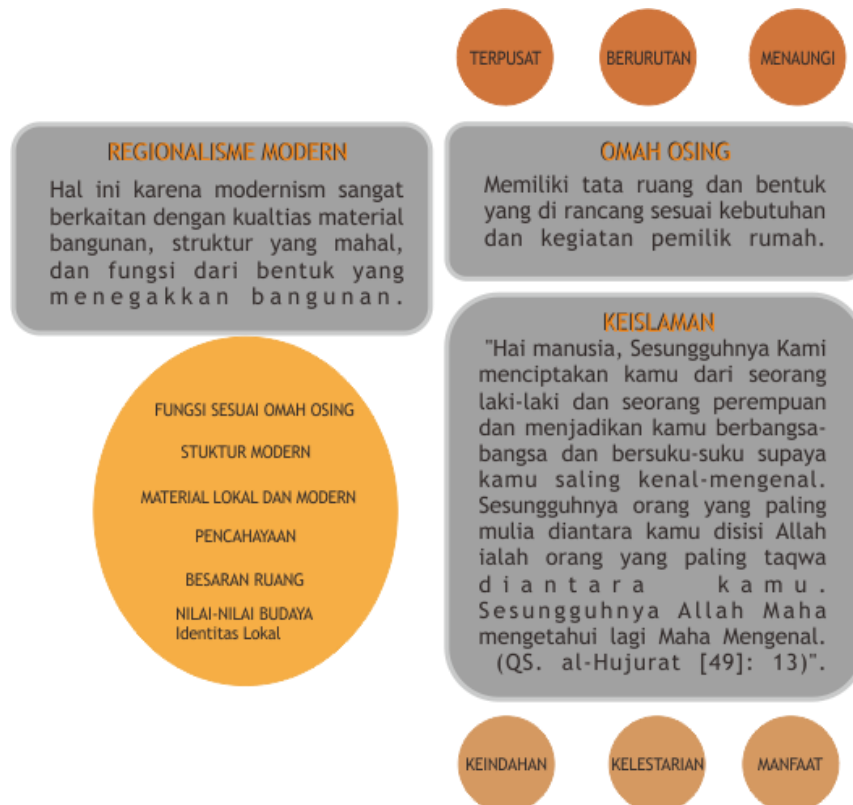 TERPUSAT
BERURUTAN
MENAUNGI
REGIONALISME MODERN
Hal ini karena modernism sangat
berkaitan dengan kualtias material
bangunan, struktur yang mahal,
dan fungsi dari bentuk yang
menegakkan bangunan.
OMAH OSING
Memiliki tata ruang dan bentuk
yang di rancang sesuai kebutuhan
dan kegiatan pemilik rumah.
FUNGSI SESUAI OMAH OSING
STUKTUR MODERN
MATERIAL LOKAL DAN MODERN
PENCAHAYAAN
BESARAN RUANG
NILAI-NILAI BUDAYA
Identitas Lokal
KEISLAMAN
"Hai manusia, Sesungguhnya Kami
menciptakan kamu dari seorang
laki-laki dan seorang perempuan
dan menjadikan kamu berbangsa-
bangsa dan bersuku-suku supaya
kamu saling kenal-mengenal.
Sesungguhnya orang yang paling
mulia diantara kamu disisi Allah
ialah orang yang paling taqwa
diantara kamu.
Sesungguhnya Allah Maha
mengetahui lagi Maha Mengenal.
(QS. al-Hujurat [49]: 13)".
KEINDAHAN
KELESTARIAN
MANFAAT